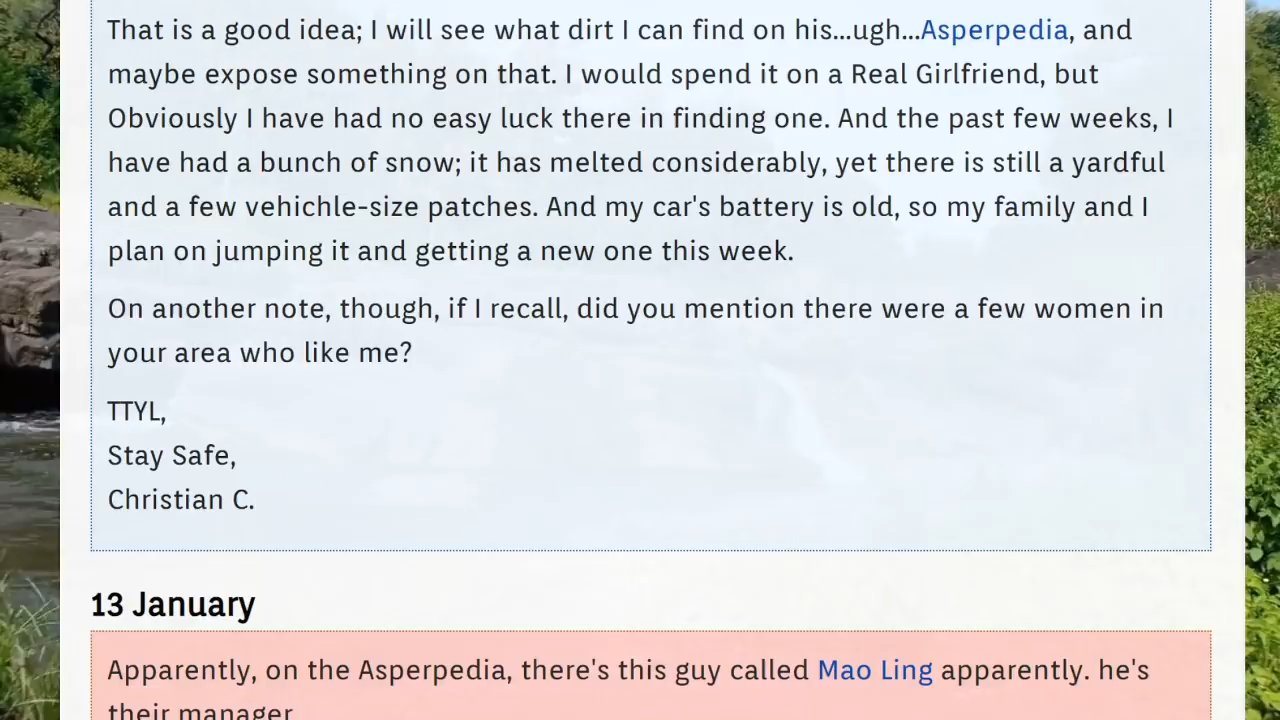 That is a good idea; I will see what dirt I can find on his...ugh...Asperpedia, and
maybe expose something on that. I would spend it on a Real Girlfriend, but
Obviously I have had no easy luck there in finding one. And the past few weeks, I
have had a bunch of snow; it has melted considerably, yet there is still a yardful
and a few vehichle-size patches. And my car's battery is old, so my family and I
plan on jumping it and getting a new one this week.
On another note, though, if I recall, did you mention there were a few women in
your area who like me?
TTYL,
Stay Safe,
Christian C.
13 January
Apparently, on the Asperpedia, there's this guy called Mao Ling apparently. he's
their manager